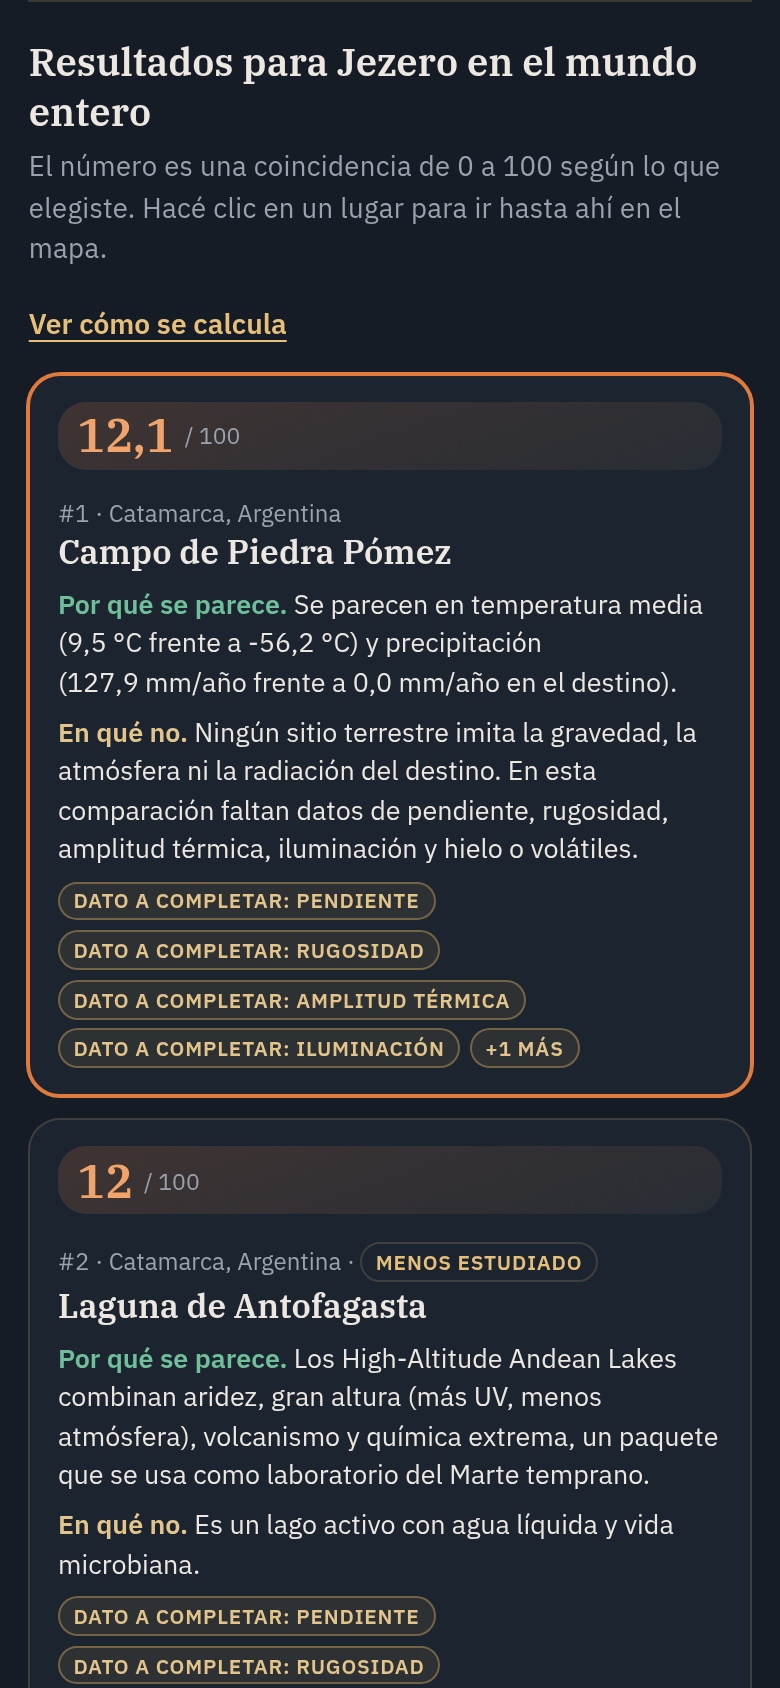 Resultados para Jezero en el mundo
entero
El número es una coincidencia de 0 a 100 según lo que
elegiste. Hacé clic en un lugar para ir hasta ahí en el
mapa.
Ver cómo se calcula
12,1 / 100
#1 · Catamarca, Argentina
Campo de Piedra Pómez
Por qué se parece. Se parecen en temperatura media
(9,5 °C frente a -56,2 °C) y precipitación
(127,9 mm/año frente a 0,0 mm/año en el destino).
En qué no. Ningún sitio terrestre imita la gravedad, la
atmósfera ni la radiación del destino. En esta
comparación faltan datos de pendiente, rugosidad,
amplitud térmica, iluminación y hielo o volátiles.
DATO A COMPLETAR: PENDIENTE
DATO A COMPLETAR: RUGOSIDAD
DATO A COMPLETAR: AMPLITUD TÉRMICA
DATO A COMPLETAR: ILUMINACIÓN +1 MÁS
12 / 100
#2 · Catamarca, Argentina · MENOS ESTUDIADO
Laguna de Antofagasta
Por qué se parece. Los High-Altitude Andean Lakes
combinan aridez, gran altura (más UV, menos
atmósfera), volcanismo y química extrema, un paquete
que se usa como laboratorio del Marte temprano.
En qué no. Es un lago activo con agua líquida y vida
microbiana.
DATO A COMPLETAR: PENDIENTE
DATO A COMPLETAR: RUGOSIDAD